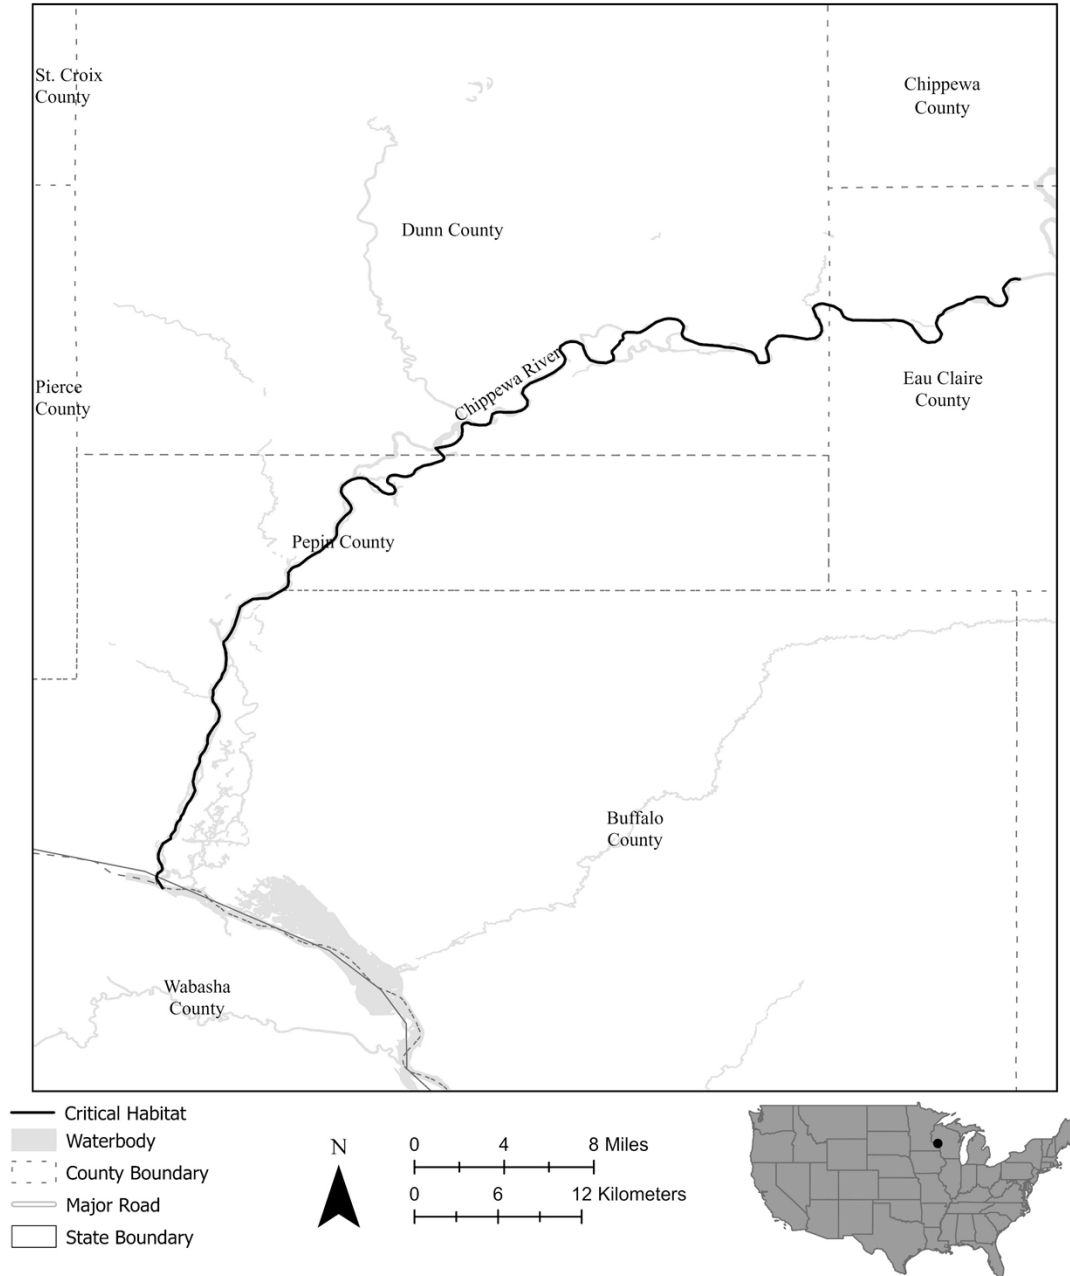 St. Croix
County
Chippewa
County
Dunn County
Chippewa River
Pierce
County
Eau Claire
County
Pepin County
Buffalo
County
Wabasha
County
Critical Habitat
Waterbody
County Boundary
Major Road
State Boundary
N
0 4 8 Miles
0 6 12 Kilometers